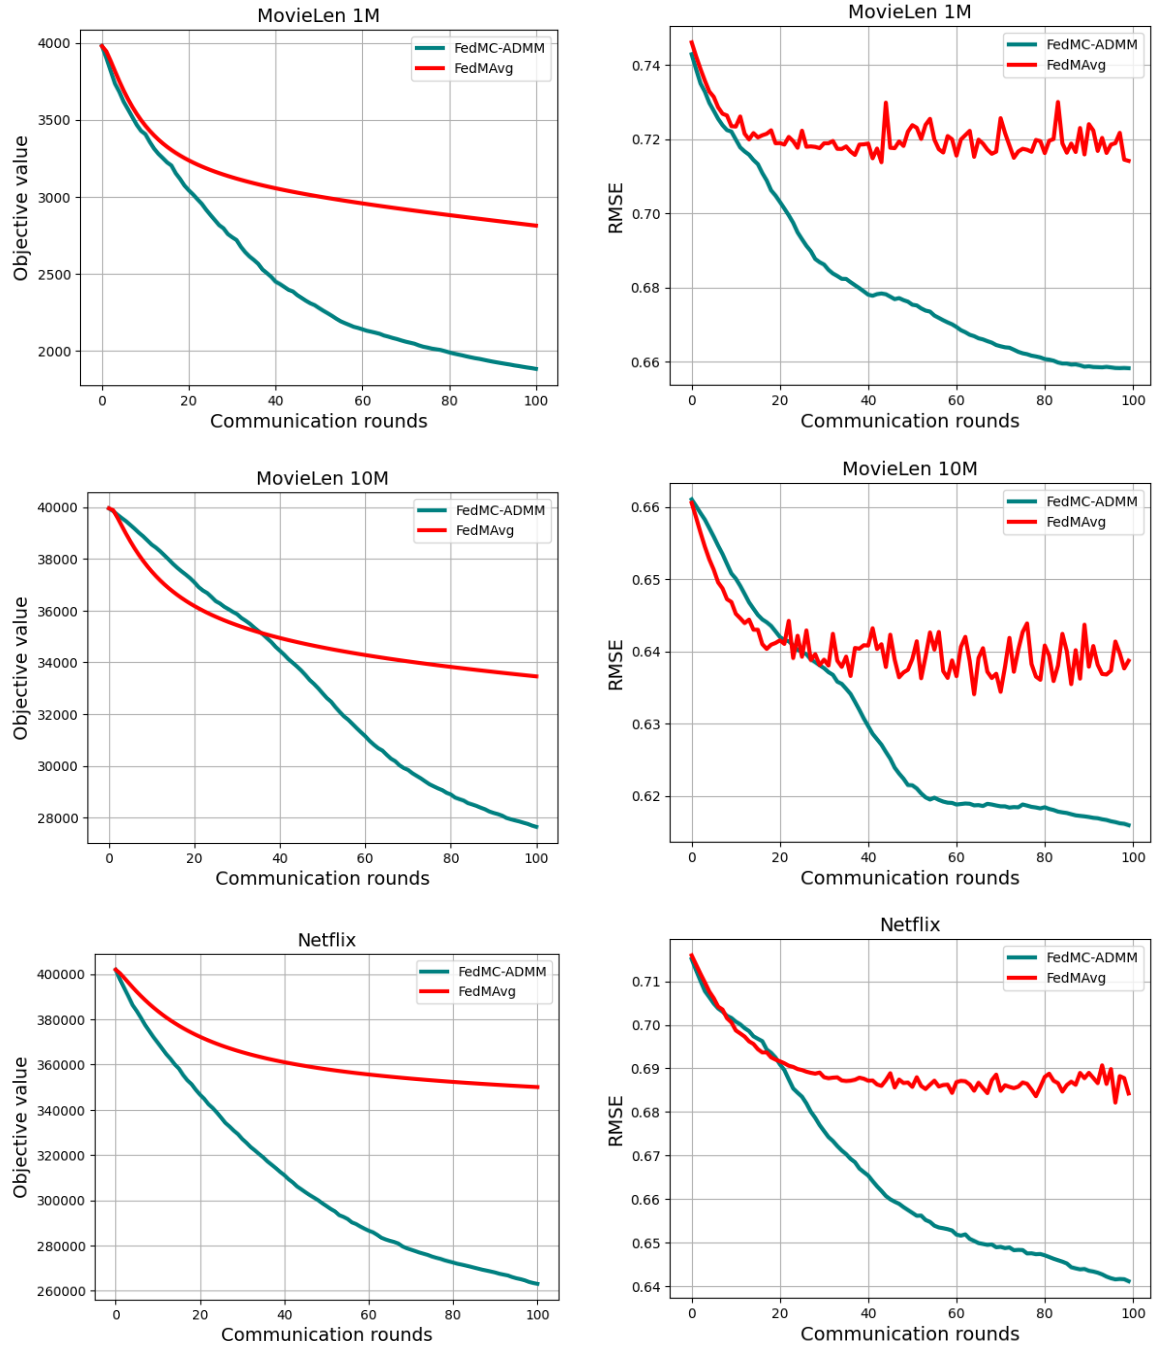 MovieLen 1M
Objective value
4000
3500
3000
2500
2000
FedMC-ADMM
FedMAvg
0 20 40 60 80 100
Communication rounds
MovieLen 1M
RMSE
0.74
0.72
0.70
0.68
0.66
FedMC-ADMM
FedMAvg
0 20 40 60 80 100
Communication rounds
MovieLen 10M
Objective value
40000
38000
36000
34000
32000
30000
28000
FedMC-ADMM
FedMAvg
0 20 40 60 80 100
Communication rounds
MovieLen 10M
RMSE
0.66
0.65
0.64
0.63
0.62
FedMC-ADMM
FedMAvg
0 20 40 60 80 100
Communication rounds
Netflix
Objective value
400000
380000
360000
340000
320000
300000
280000
260000
FedMC-ADMM
FedMAvg
0 20 40 60 80 100
Communication rounds
Netflix
RMSE
0.71
0.70
0.69
0.68
0.67
0.66
0.65
0.64
FedMC-ADMM
FedMAvg
0 20 40 60 80 100
Communication rounds